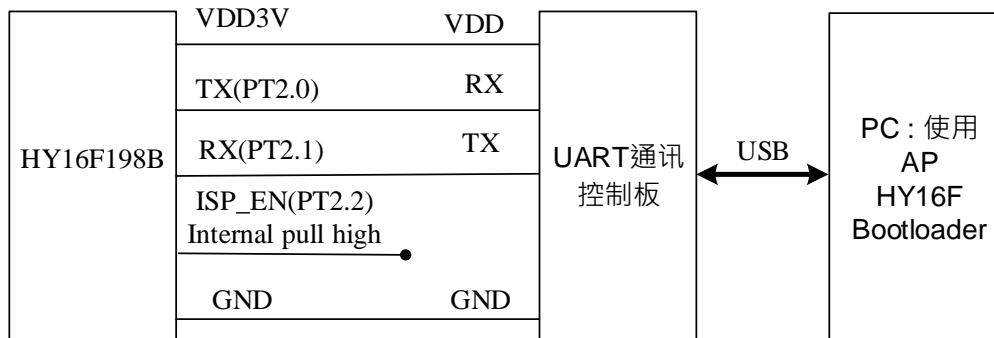 HY16F198B
VDD3V
VDD
TX(PT2.0)
RX
RX(PT2.1)
TX
ISP_EN(PT2.2)
Internal pull high
GND
GND
UART通讯
控制板
USB
PC : 使用
AP
HY16F
Bootloader